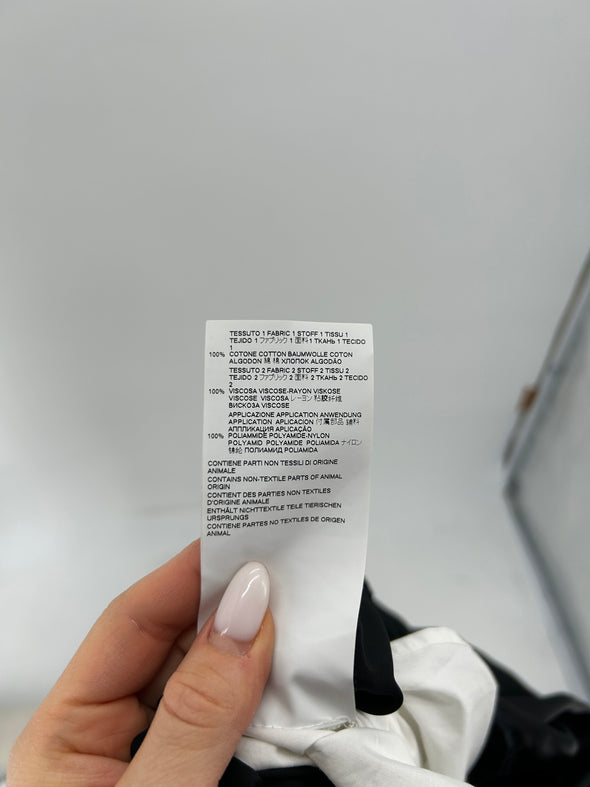 TESSUTO 1 FABRIC 1 STOFF 1 TISSU 1
TEJIDO 1 ファブリック 1 面料 1 ТКАНЬ 1 TECIDO
1
100% COTONE COTTON BAUMWOLLE COTON
ALGODON 綿 棉 ХЛОПОК ALGODÃO
TESSUTO 2 FABRIC 2 STOFF 2 TISSU 2
TEJIDO 2 ファブリック 2 面料 2 ТКАНЬ 2 TECIDO
2
100% VISCOSA VISCOSE-RAYON VISKOSE
VISCOSE VISCOSA レーヨン 粘胶纤维
ВИСКОЗА VISCOSE
APPLICAZIONE APPLICATION ANWENDUNG
APPLICATION APLICACION 付属部品 辅料
АППЛИКАЦИЯ APLICAÇÃO
100% POLIAMMIDE POLYAMIDE-NYLON
POLYAMID POLYAMIDE POLIAMIDA ナイロン
锦纶 ПОЛИАМИД POLIAMIDA
CONTIENE PARTI NON TESSILI DI ORIGINE
ANIMALE
CONTAINS NON-TEXTILE PARTS OF ANIMAL
ORIGIN
CONTIENT DES PARTIES NON TEXTILES
D'ORIGINE ANIMALE
ENTHÄLT NICHTTEXTILE TEILE TIERISCHEN
URSPRUNGS
CONTIENE PARTES NO TEXTILES DE ORIGEN
ANIMAL